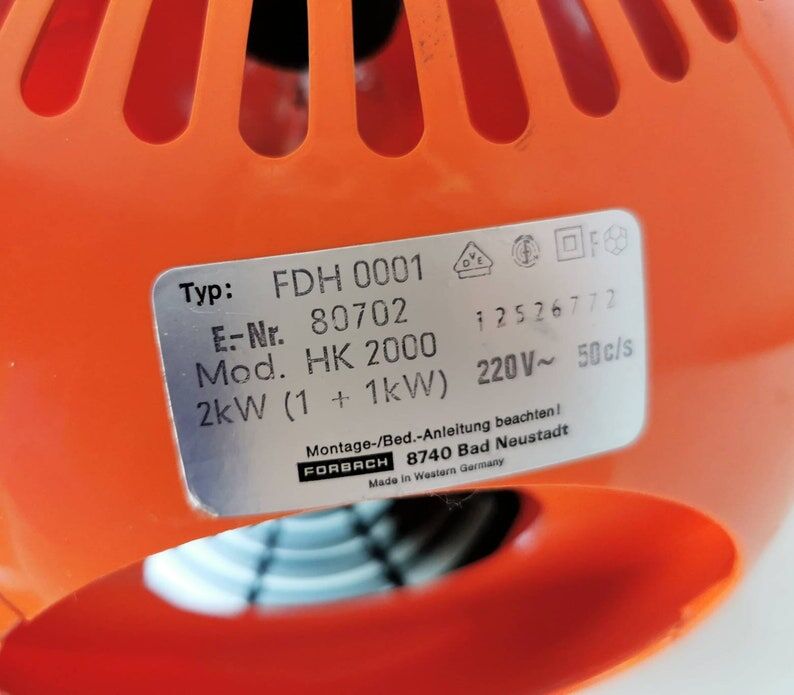 Typ: FDH 0001
E.-Nr. 80702 12526772
Mod. HK 2000
2kW (1 + 1kW) 220V~ 50c/s
Montage-/Bed.-Anleitung beachten!
FORBACH 8740 Bad Neustadt
Made in Western Germany